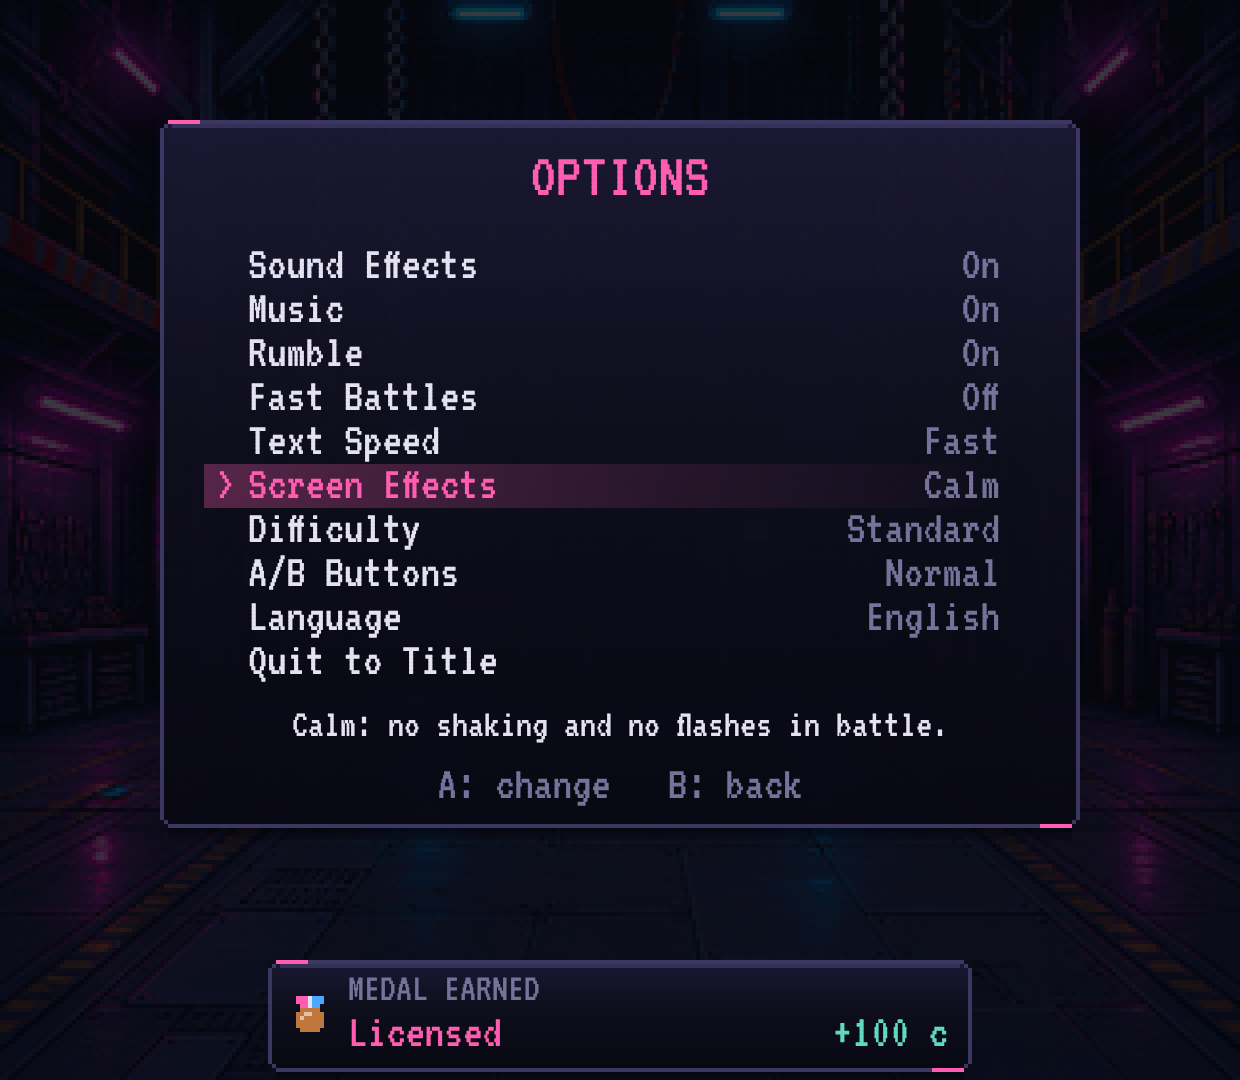 OPTIONS
Sound Effects On
Music On
Rumble On
Fast Battles Off
Text Speed Fast
> Screen Effects Calm
Difficulty Standard
A/B Buttons Normal
Language English
Quit to Title
Calm: no shaking and no flashes in battle.
A: change B: back
MEDAL EARNED
Licensed +100 c